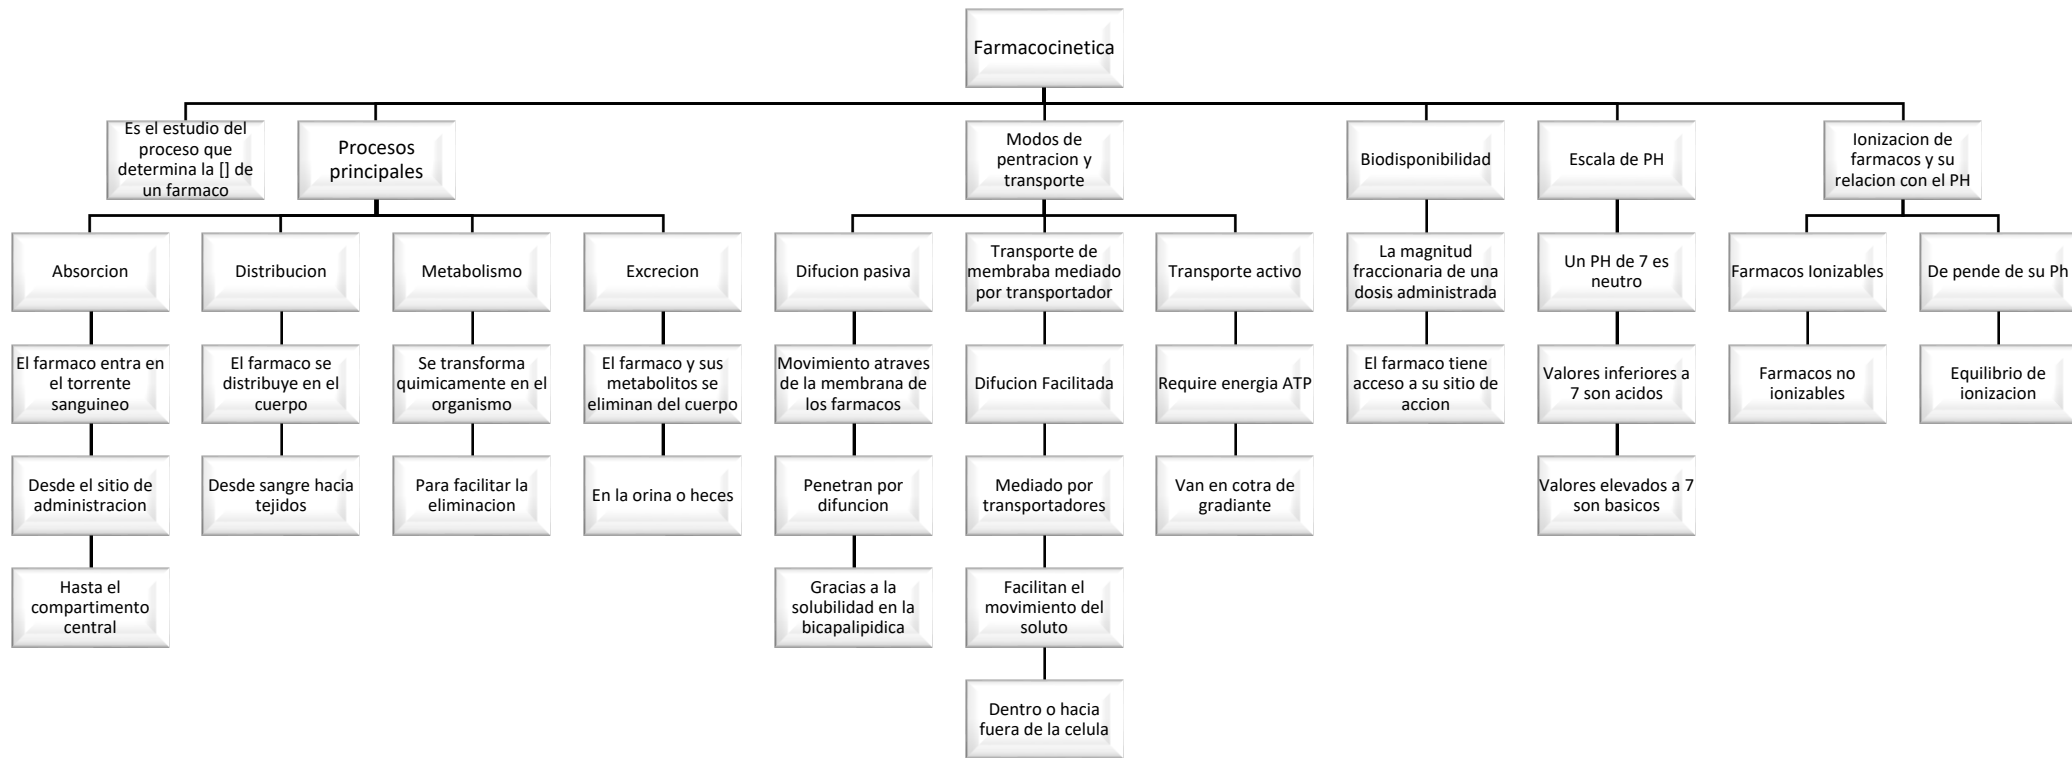 Farmacocinetica
Es el estudio del
proceso que
determina la [] de
un farmaco
Procesos
principales
Modos de
pentracion y
transporte
Biodisponibilidad
Escala de PH
Ionizacion de
farmacos y su
relacion con el PH
Absorcion
Distribucion
Metabolismo
Excrecion
Difucion pasiva
Transporte de
membraba mediado
por transportador
Transporte activo
La magnitud
fraccionaria de una
dosis administrada
Un PH de 7 es
neutro
Farmacos Ionizables
De pende de su Ph
El farmaco entra en
el torrente
sanguineo
El farmaco se
distribuye en el
cuerpo
Se transforma
quimicamente en el
organismo
El farmaco y sus
metabolitos se
eliminan del cuerpo
Movimiento atraves
de la membrana de
los farmacos
Difucion Facilitada
Require energia ATP
El farmaco tiene
acceso a su sitio de
accion
Valores inferiores a
7 son acidos
Farmacos no
ionizables
Equilibrio de
ionizacion
Desde el sitio de
administracion
Desde sangre hacia
tejidos
Para facilitar la
eliminacion
En la orina o heces
Penetran por
difuncion
Mediado por
transportadores
Van en cotra de
gradiante
Valores elevados a 7
son basicos
Hasta el
compartimento
central
Gracias a la
solubilidad en la
bicapalipidica
Facilitan el
movimiento del
soluto
Dentro o hacia
fuera de la celula